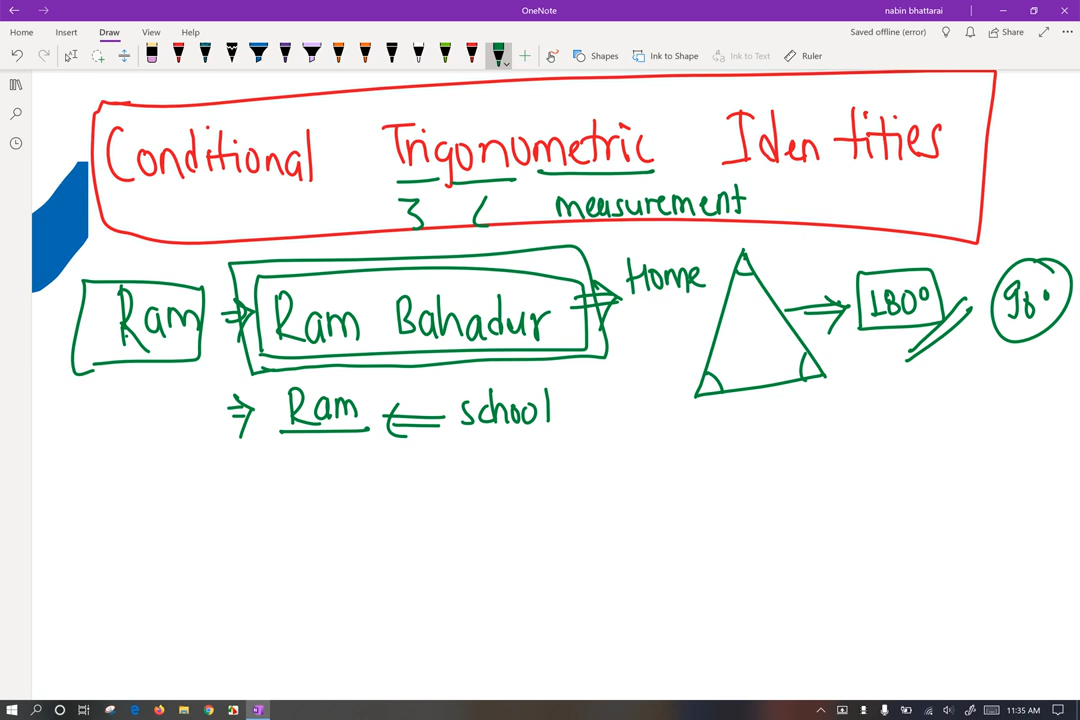 OneNote
nabin bhattarai
Home Insert Draw View Help
Saved offline (error) Share
Shapes Ink to Shape Ink to Text Ruler
Conditional Trigonometric Identities
3 ∠ measurement
Ram ⇒ Ram Bahadur ⇒ Home
180° 90°
⇒ Ram ⇐ school
11:35 AM